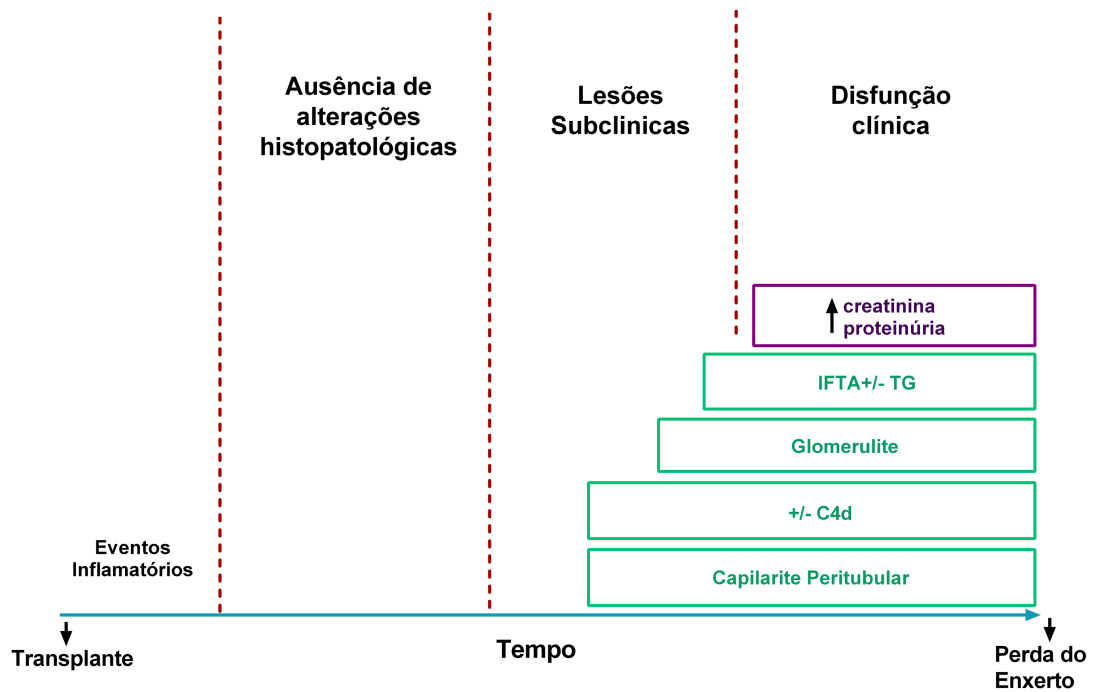 Ausência de
alterações
histopatológicas
Lesões
Subclinicas
Disfunção
clínica
creatinina
proteinúria
IFTA+/- TG
Glomerulite
+/- C4d
Capilarite Peritubular
Eventos
Inflamatórios
Transplante
Tempo
Perda do
Enxerto